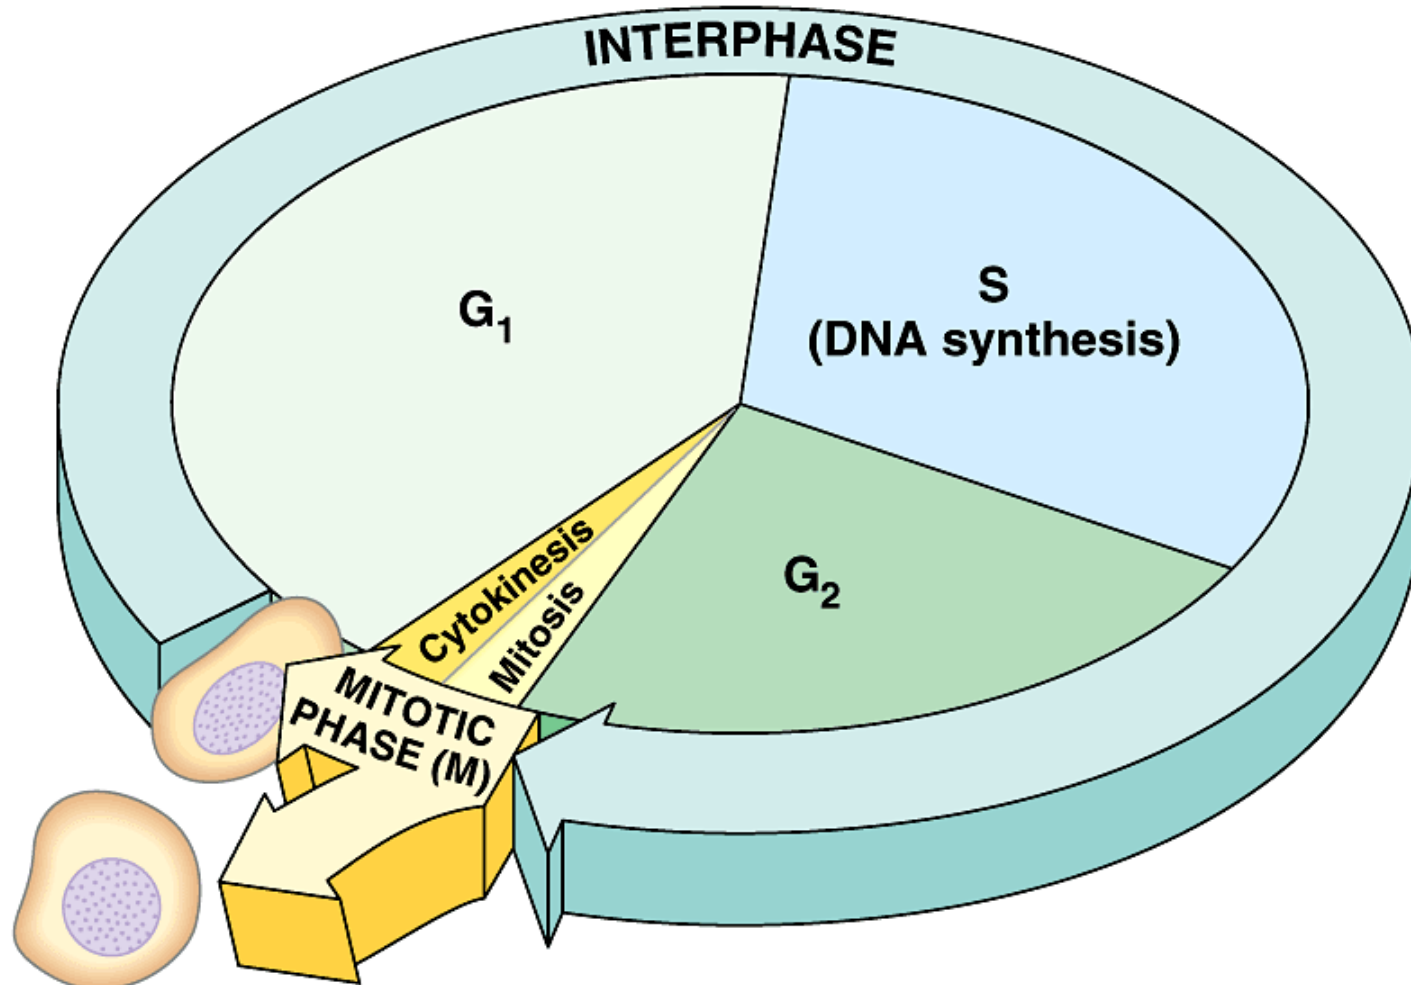 INTERPHASE
G₁
S
(DNA synthesis)
G₂
Cytokinesis
Mitosis
MITOTIC
PHASE (M)